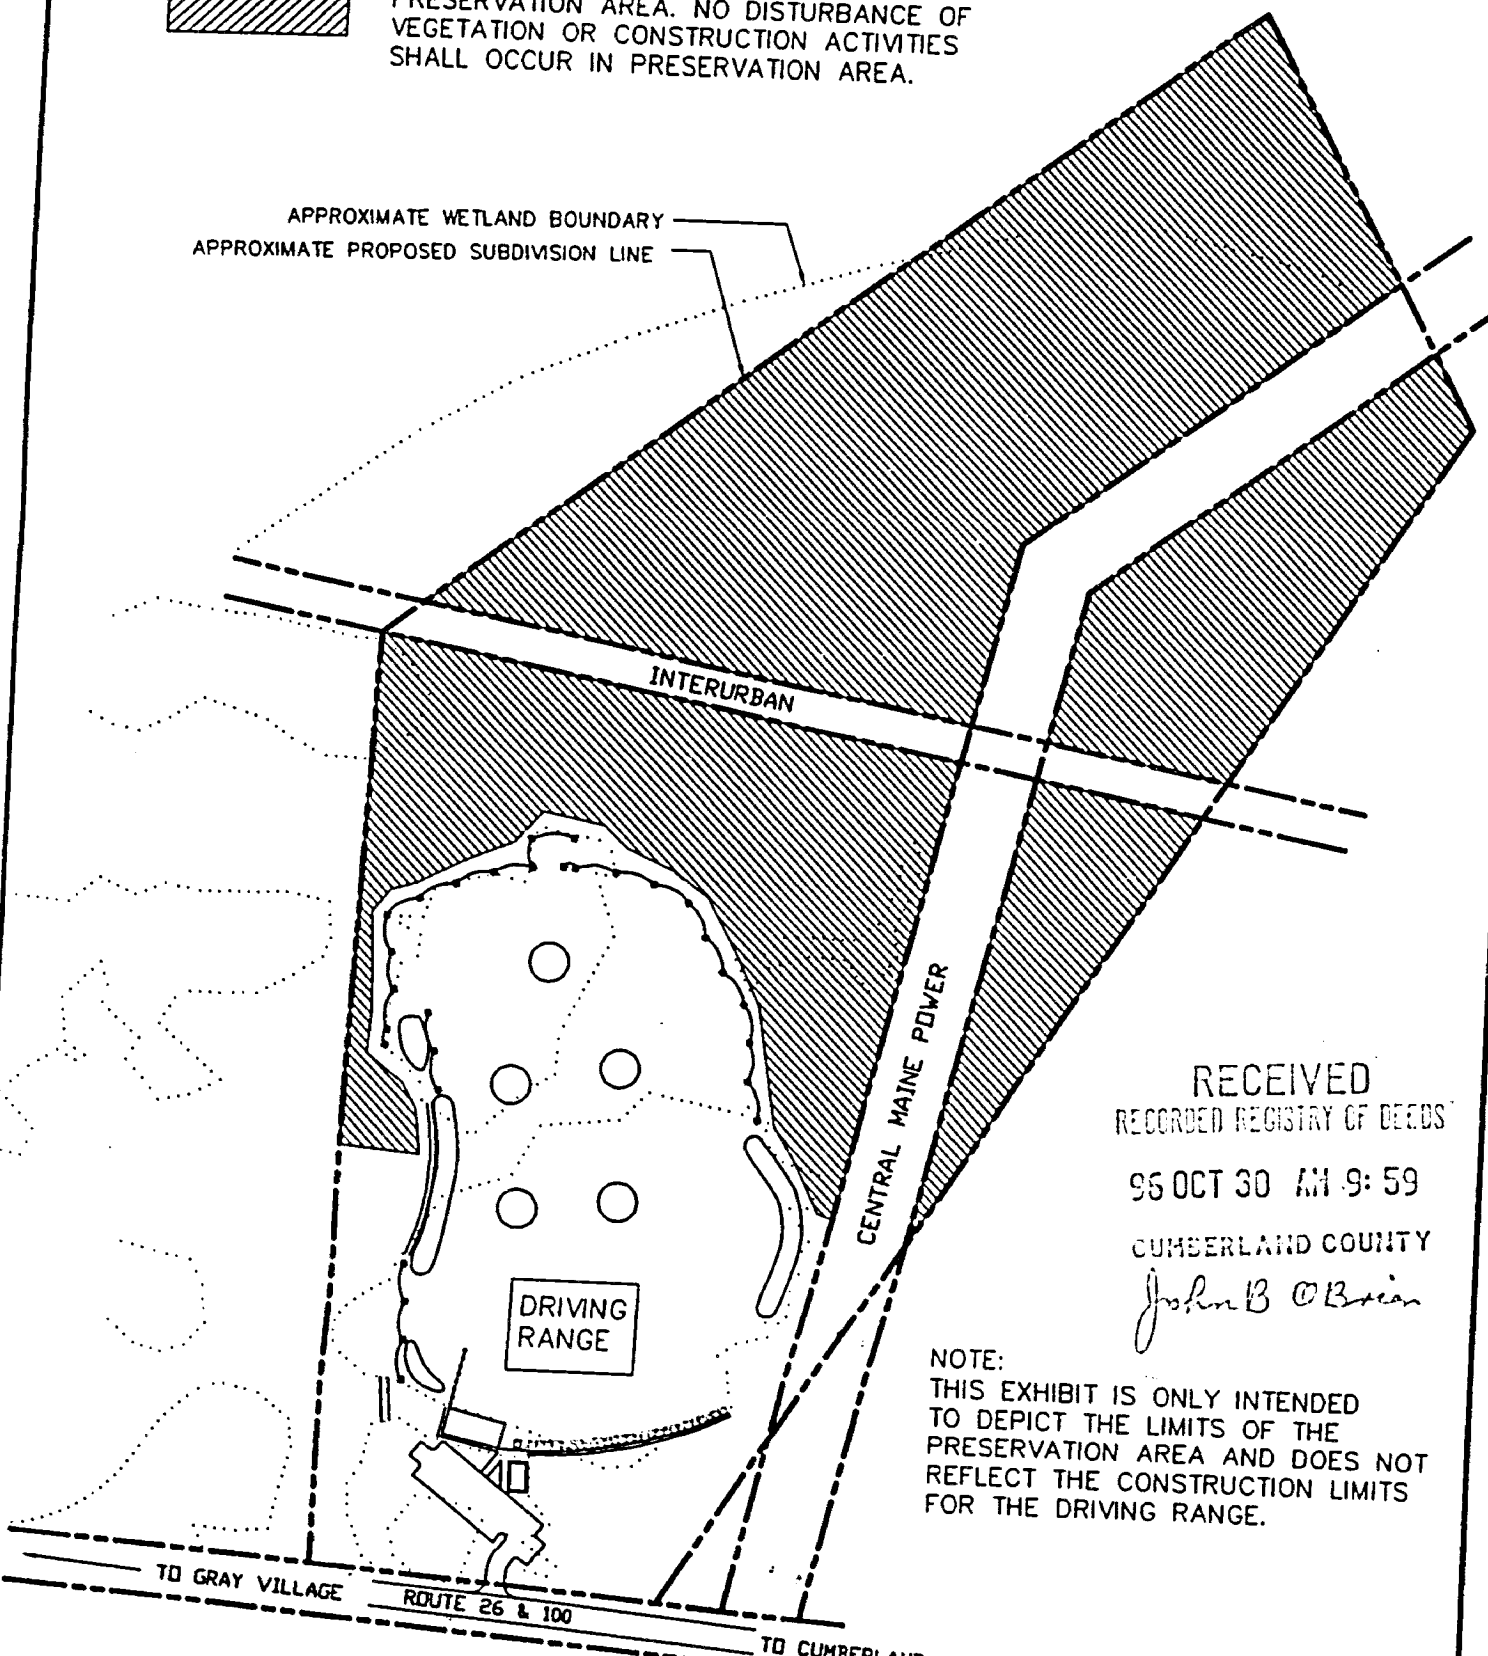 PRESERVATION AREA. NO DISTURBANCE OF
VEGETATION OR CONSTRUCTION ACTIVITIES
SHALL OCCUR IN PRESERVATION AREA.
APPROXIMATE WETLAND BOUNDARY
APPROXIMATE PROPOSED SUBDIVISION LINE
INTERURBAN
CENTRAL MAINE POWER
RECEIVED
RECORDED REGISTRY OF DEEDS
96 OCT 30 AM 9:59
CUMBERLAND COUNTY
John B OBrien
DRIVING
RANGE
NOTE:
THIS EXHIBIT IS ONLY INTENDED
TO DEPICT THE LIMITS OF THE
PRESERVATION AREA AND DOES NOT
REFLECT THE CONSTRUCTION LIMITS
FOR THE DRIVING RANGE.
TO GRAY VILLAGE
ROUTE 26 & 100
TO CUMBERLAND